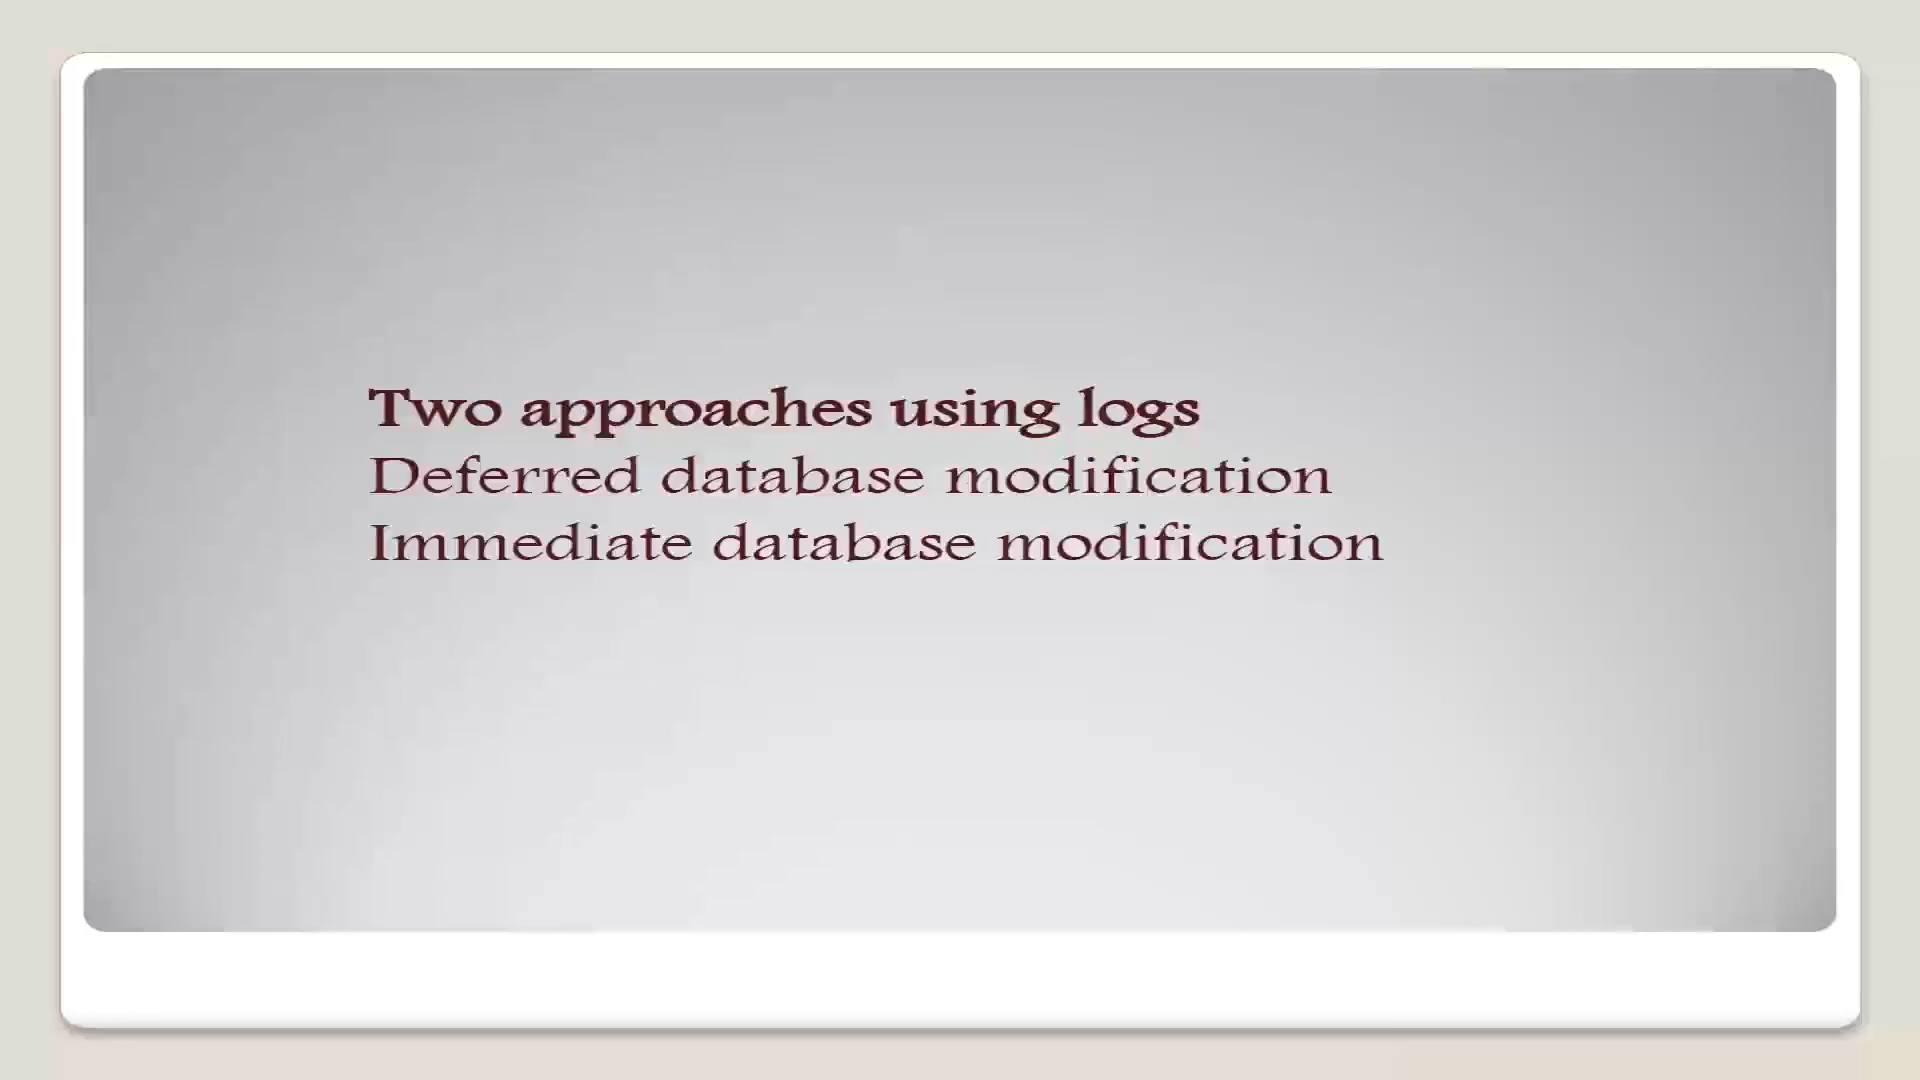 Two approaches using logs
Deferred database modification
Immediate database modification